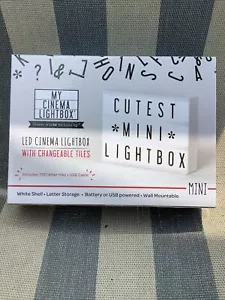 MY
CINEMA
LIGHTBOX
LED CINEMA LIGHTBOX
WITH CHANGEABLE TILES
CUTEST
*MINI*
LIGHTBOX
White Shell • Letter Storage • Battery or USB powered • Wall Mountable
MINI